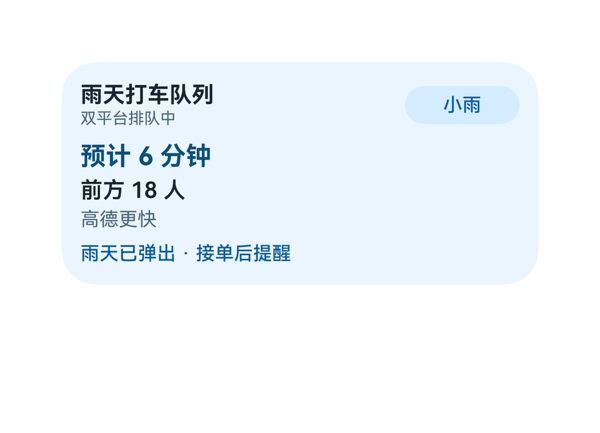 雨天打车队列
小雨
双平台排队中
预计 6 分钟
前方 18 人
高德更快
雨天已弹出 · 接单后提醒